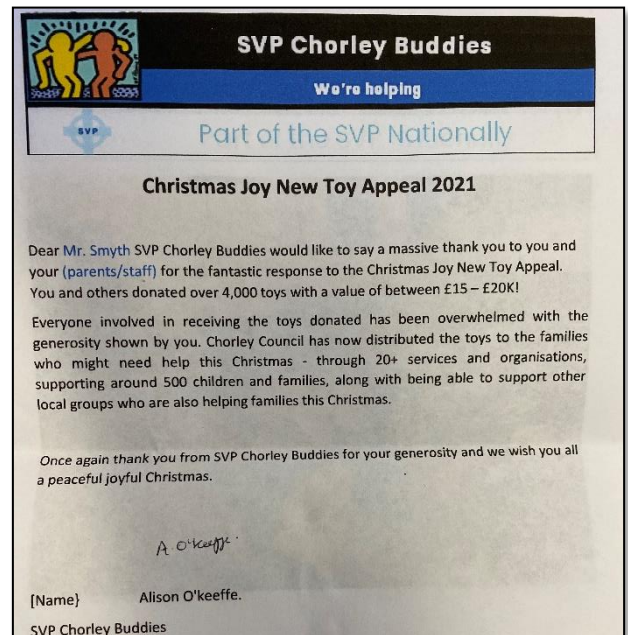 SVP Chorley Buddies
We're helping
SVP
Part of the SVP Nationally
Christmas Joy New Toy Appeal 2021
Dear Mr. Smyth SVP Chorley Buddies would like to say a massive thank you to you and
your (parents/staff) for the fantastic response to the Christmas Joy New Toy Appeal.
You and others donated over 4,000 toys with a value of between £15 – £20K!
Everyone involved in receiving the toys donated has been overwhelmed with the
generosity shown by you. Chorley Council has now distributed the toys to the families
who might need help this Christmas - through 20+ services and organisations,
supporting around 500 children and families, along with being able to support other
local groups who are also helping families this Christmas.
Once again thank you from SVP Chorley Buddies for your generosity and we wish you all
a peaceful joyful Christmas.
A. O'Keeffe.
[Name} Alison O'keeffe.
SVP Chorley Buddies